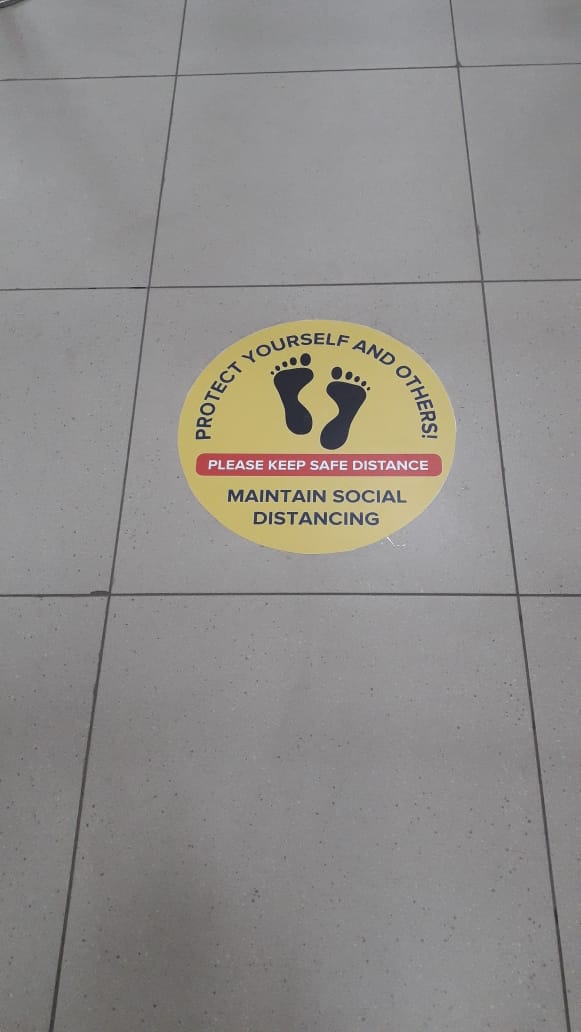 PROTECT YOURSELF AND OTHERS!
PLEASE KEEP SAFE DISTANCE
MAINTAIN SOCIAL
DISTANCING